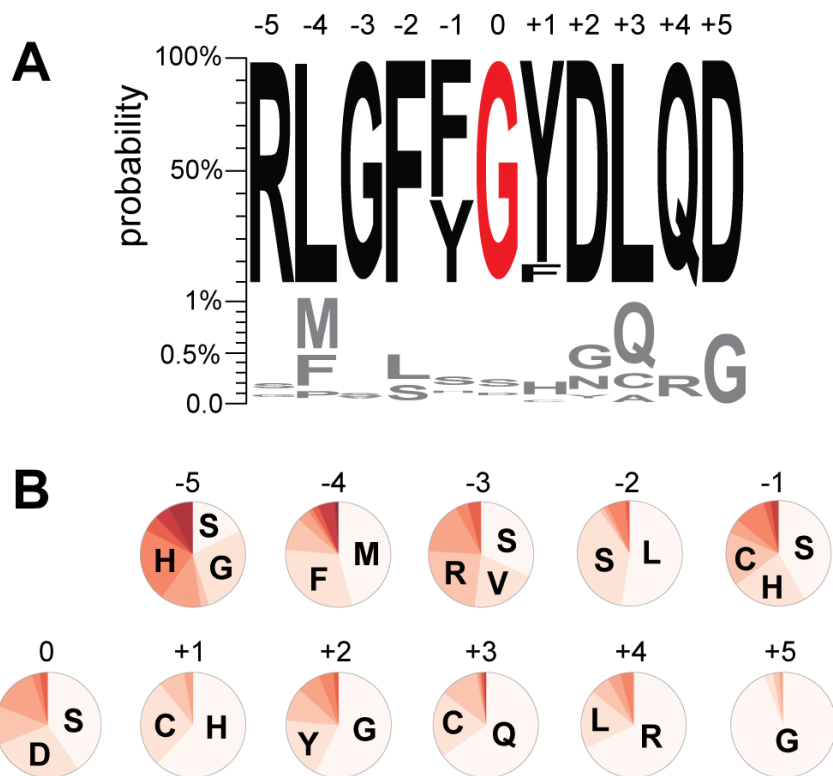 -5 -4 -3 -2 -1 0 +1 +2 +3 +4 +5
A
100%
probability
50%
R L G F F G Y D L Q D
Y F
1%
M Q
0.5%
F L G C G
S S S H N R
P S Y A
0.0
B
-5 -4 -3 -2 -1
S G H
M F
S V R
L S
S H C
0 +1 +2 +3 +4 +5
S D
H C
G Y
Q C
R L
G